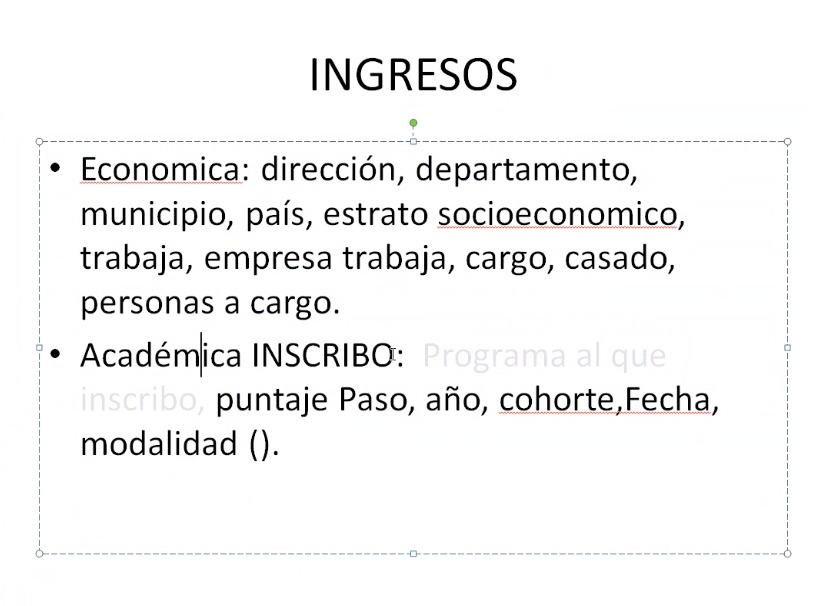 INGRESOS
• Economica: dirección, departamento,
municipio, país, estrato socioeconomico,
trabaja, empresa trabaja, cargo, casado,
personas a cargo.
• Académica INSCRIBO: Programa al que
inscribo, puntaje Paso, año, cohorte,Fecha,
modalidad ().